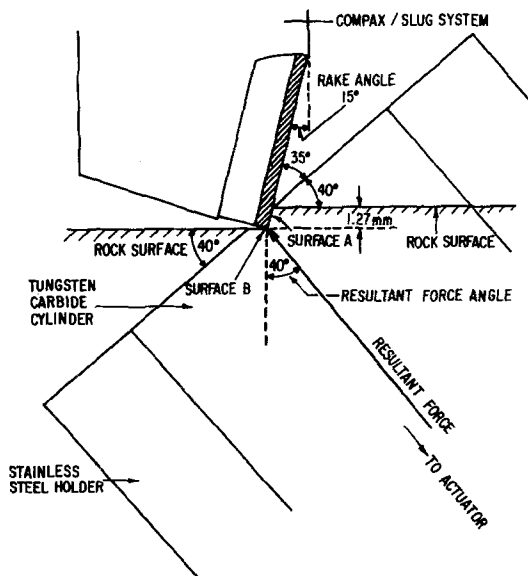 COMPAX / SLUG SYSTEM
RAKE ANGLE
15°
35°
40°
1.27mm
ROCK SURFACE
40°
SURFACE A
ROCK SURFACE
TUNGSTEN
CARBIDE
CYLINDER
SURFACE B
40°
RESULTANT FORCE ANGLE
RESULTANT FORCE
TO ACTUATOR
STAINLESS
STEEL HOLDER